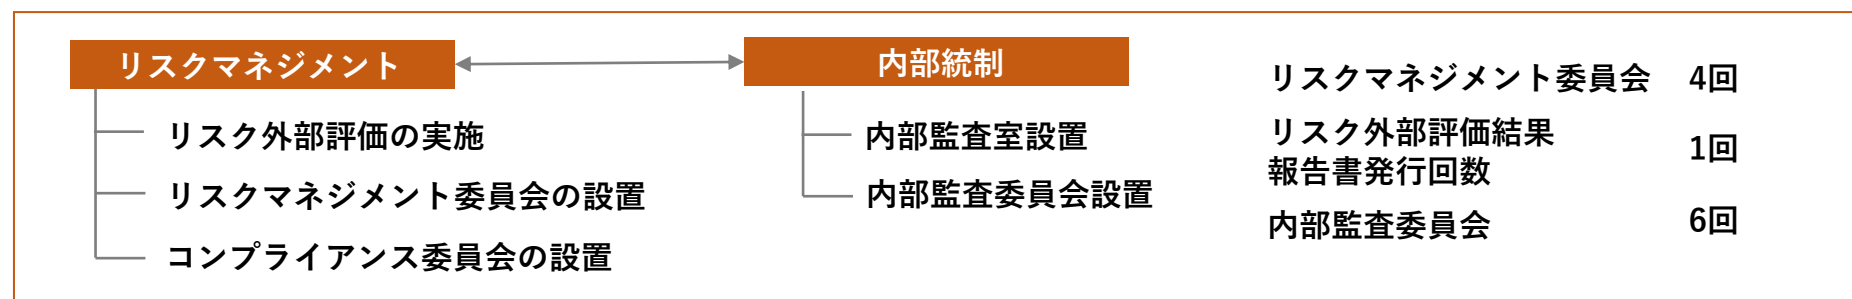 リスクマネジメント
リスク外部評価の実施
リスクマネジメント委員会の設置
コンプライアンス委員会の設置
内部統制
内部監査室設置
内部監査委員会設置
リスクマネジメント委員会 4回
リスク外部評価結果
報告書発行回数 1回
内部監査委員会 6回